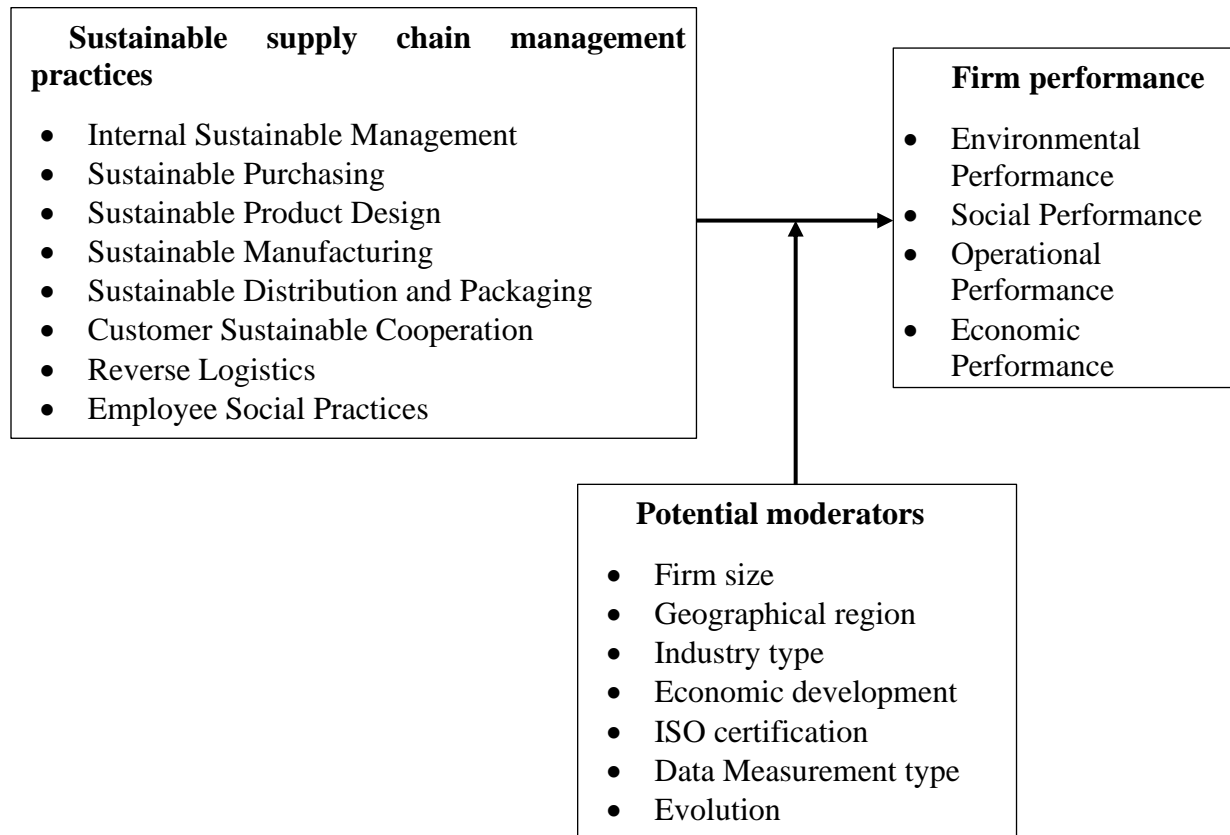 Sustainable supply chain management
practices
• Internal Sustainable Management
• Sustainable Purchasing
• Sustainable Product Design
• Sustainable Manufacturing
• Sustainable Distribution and Packaging
• Customer Sustainable Cooperation
• Reverse Logistics
• Employee Social Practices
Firm performance
• Environmental
Performance
• Social Performance
• Operational
Performance
• Economic
Performance
Potential moderators
• Firm size
• Geographical region
• Industry type
• Economic development
• ISO certification
• Data Measurement type
• Evolution